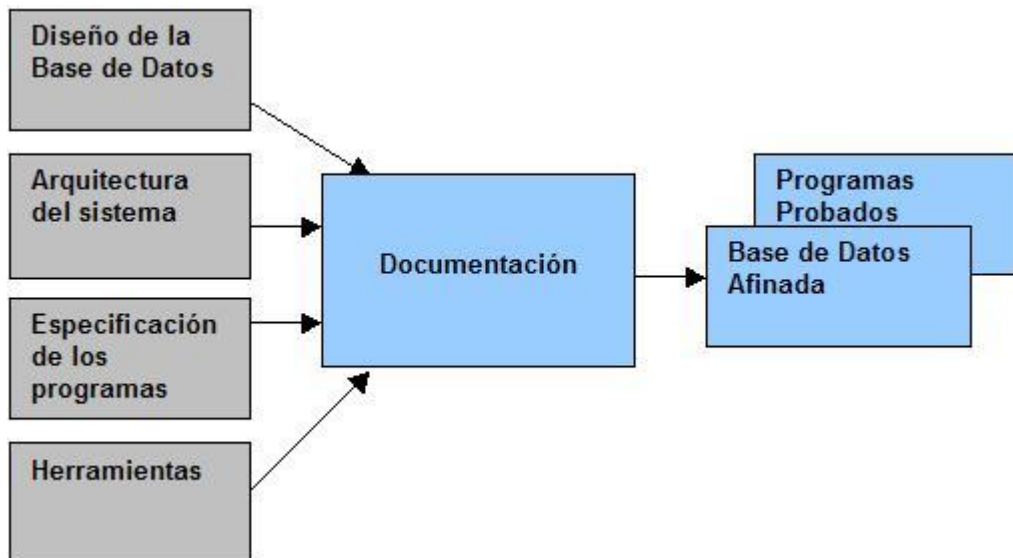 Diseño de la
Base de Datos
Arquitectura
del sistema
Especificación
de los
programas
Herramientas
Documentación
Programas
Probados
Base de Datos
Afinada